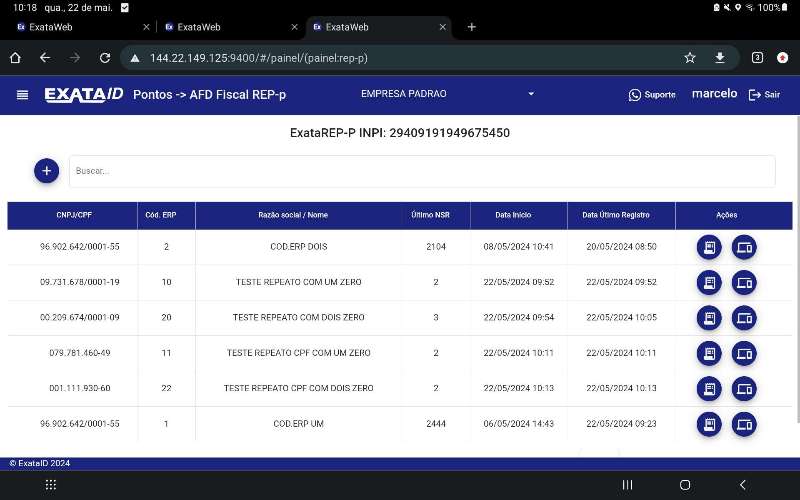 10:18 qua., 22 de mai. 100%
ExataWeb ExataWeb ExataWeb
144.22.149.125:9400/#/painel/(painel:rep-p) 3
EXATA ID Pontos -> AFD Fiscal REP-p EMPRESA PADRAO Suporte marcelo Sair
ExataREP-P INPI: 29409191949675450
Buscar...
CNPJ/CPF Cód. ERP Razão social / Nome Último NSR Data Inicio Data Útimo Registro Ações
96.902.642/0001-55 2 COD.ERP DOIS 2104 08/05/2024 10:41 20/05/2024 08:50
09.731.678/0001-19 10 TESTE REPEATO COM UM ZERO 2 22/05/2024 09:52 22/05/2024 09:52
00.209.674/0001-09 20 TESTE REPEATO COM DOIS ZERO 3 22/05/2024 09:54 22/05/2024 10:05
079.781.460-49 11 TESTE REPEATO CPF COM UM ZERO 2 22/05/2024 10:11 22/05/2024 10:11
001.111.930-60 22 TESTE REPEATO CPF COM DOIS ZERO 2 22/05/2024 10:13 22/05/2024 10:13
96.902.642/0001-55 1 COD.ERP UM 2444 06/05/2024 14:43 22/05/2024 09:23
© ExataID 2024